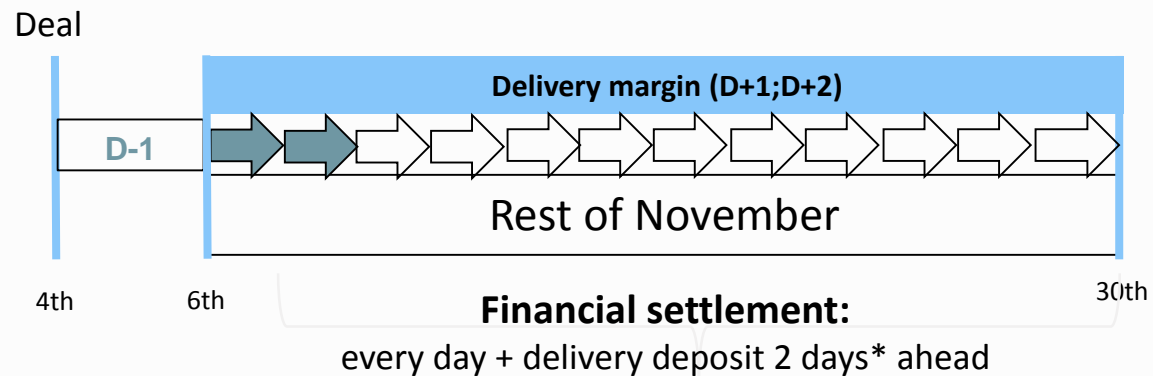 Deal
Delivery margin (D+1;D+2)
D-1
Rest of November
4th
6th
30th
Financial settlement:
every day + delivery deposit 2 days* ahead